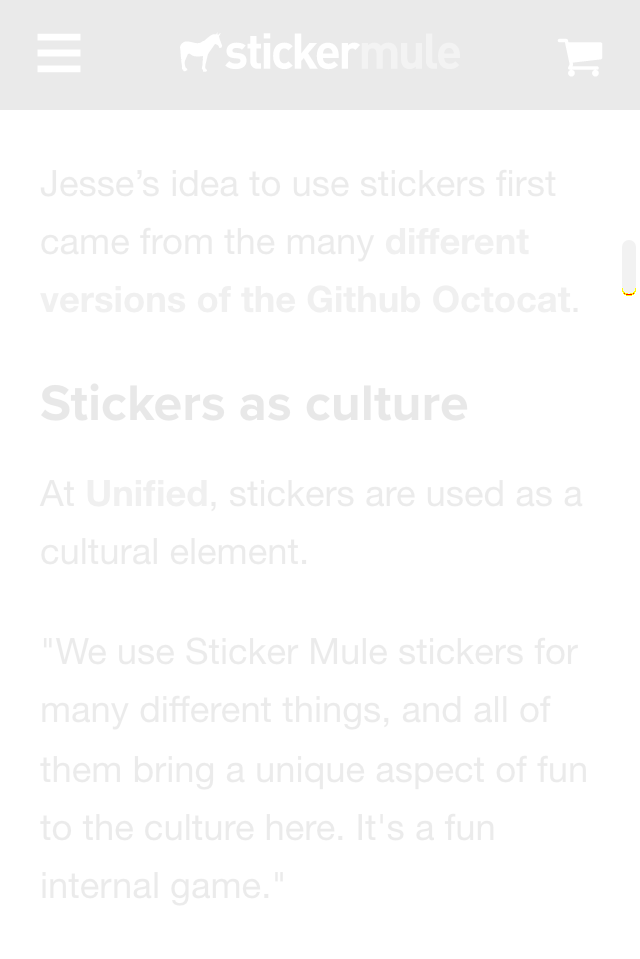 stickermule
Jesse’s idea to use stickers first
came from the many different
versions of the Github Octocat.
Stickers as culture
At Unified, stickers are used as a
cultural element.
"We use Sticker Mule stickers for
many different things, and all of
them bring a unique aspect of fun
to the culture here. It's a fun
internal game."